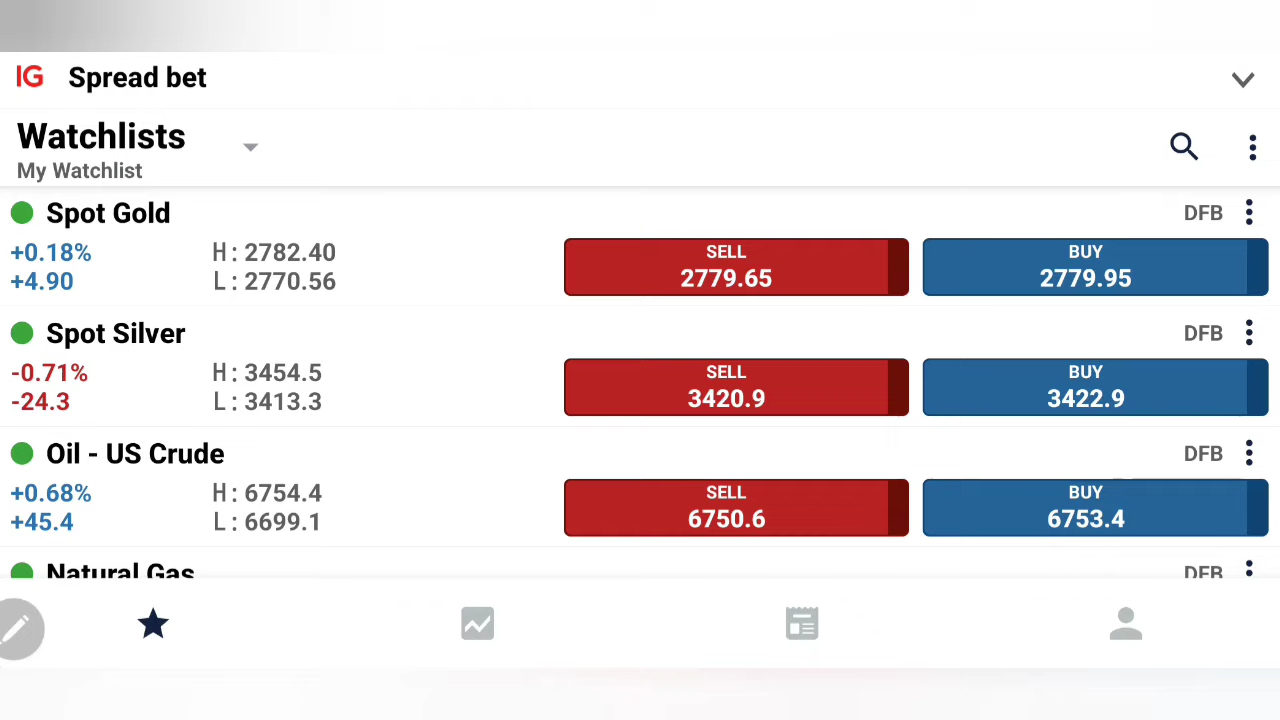 IG Spread bet
Watchlists
My Watchlist
Spot Gold DFB
+0.18% H: 2782.40
+4.90 L: 2770.56
SELL
2779.65
BUY
2779.95
Spot Silver DFB
-0.71% H: 3454.5
-24.3 L: 3413.3
SELL
3420.9
BUY
3422.9
Oil - US Crude DFB
+0.68% H: 6754.4
+45.4 L: 6699.1
SELL
6750.6
BUY
6753.4
Natural Gas DFB